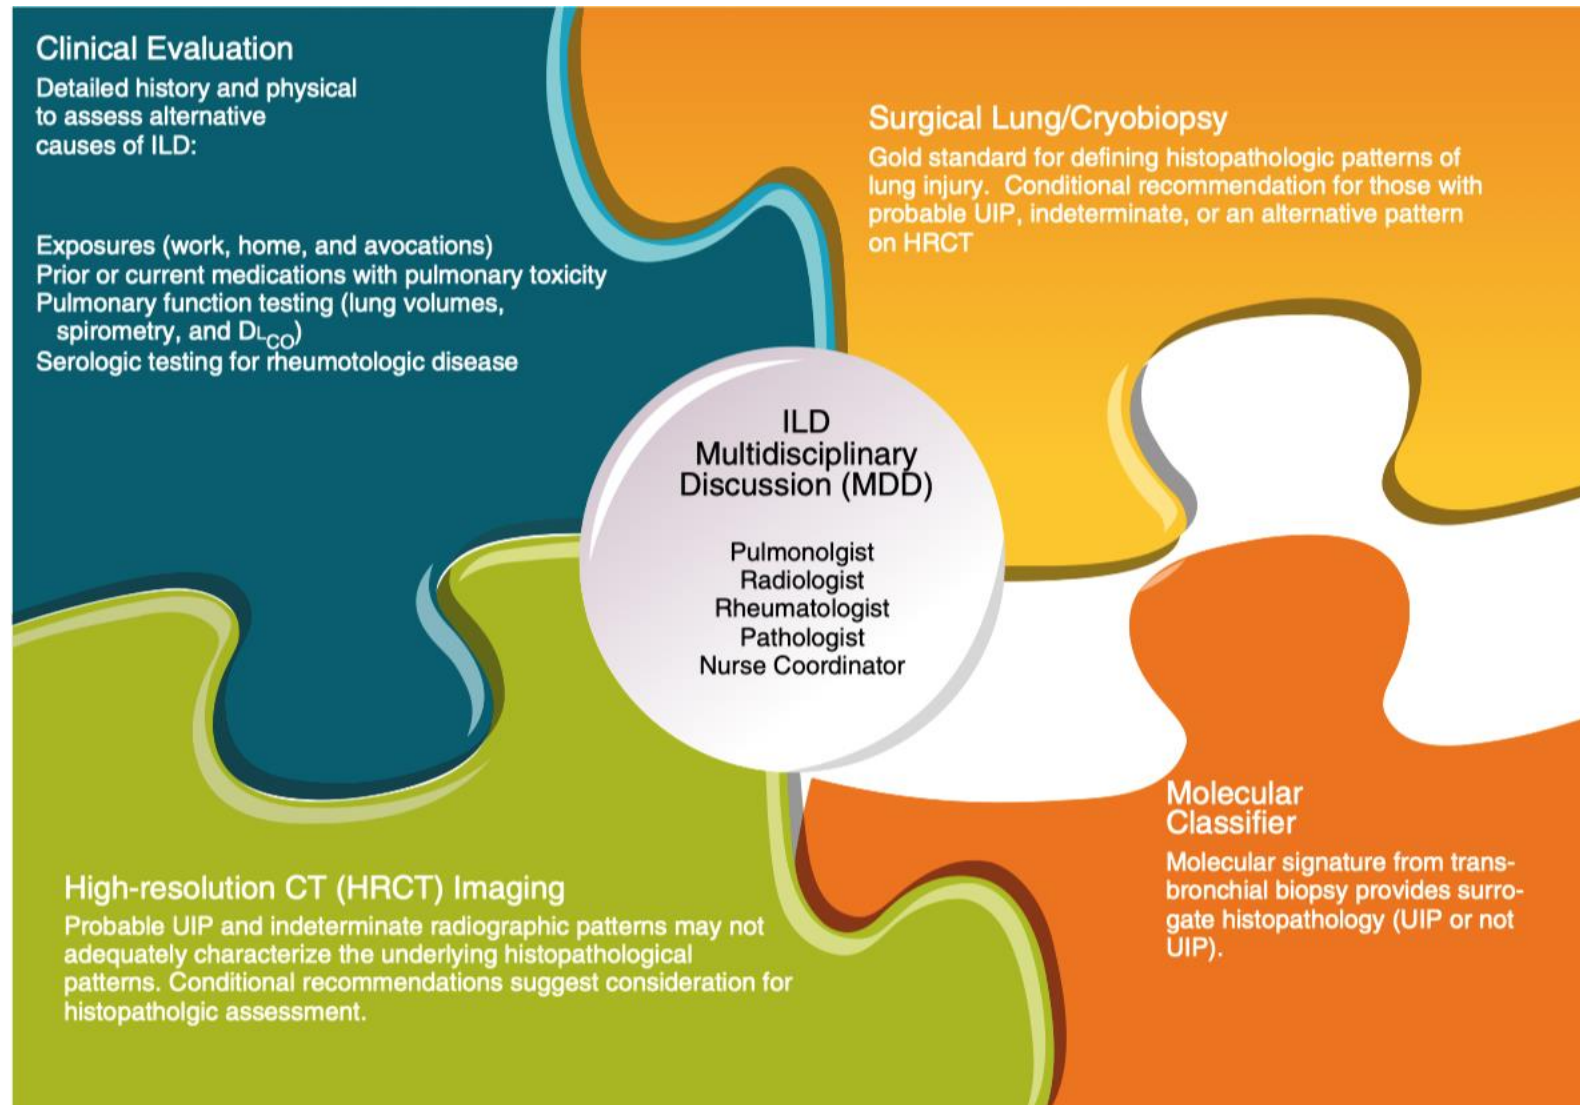 Clinical Evaluation
Detailed history and physical
to assess alternative
causes of ILD:
Exposures (work, home, and avocations)
Prior or current medications with pulmonary toxicity
Pulmonary function testing (lung volumes,
spirometry, and DLCO)
Serologic testing for rheumotologic disease
Surgical Lung/Cryobiopsy
Gold standard for defining histopathologic patterns of
lung injury. Conditional recommendation for those with
probable UIP, indeterminate, or an alternative pattern
on HRCT
ILD
Multidisciplinary
Discussion (MDD)
Pulmonolgist
Radiologist
Rheumatologist
Pathologist
Nurse Coordinator
High-resolution CT (HRCT) Imaging
Probable UIP and indeterminate radiographic patterns may not
adequately characterize the underlying histopathological
patterns. Conditional recommendations suggest consideration for
histopatholgic assessment.
Molecular
Classifier
Molecular signature from trans-
bronchial biopsy provides surro-
gate histopathology (UIP or not
UIP).